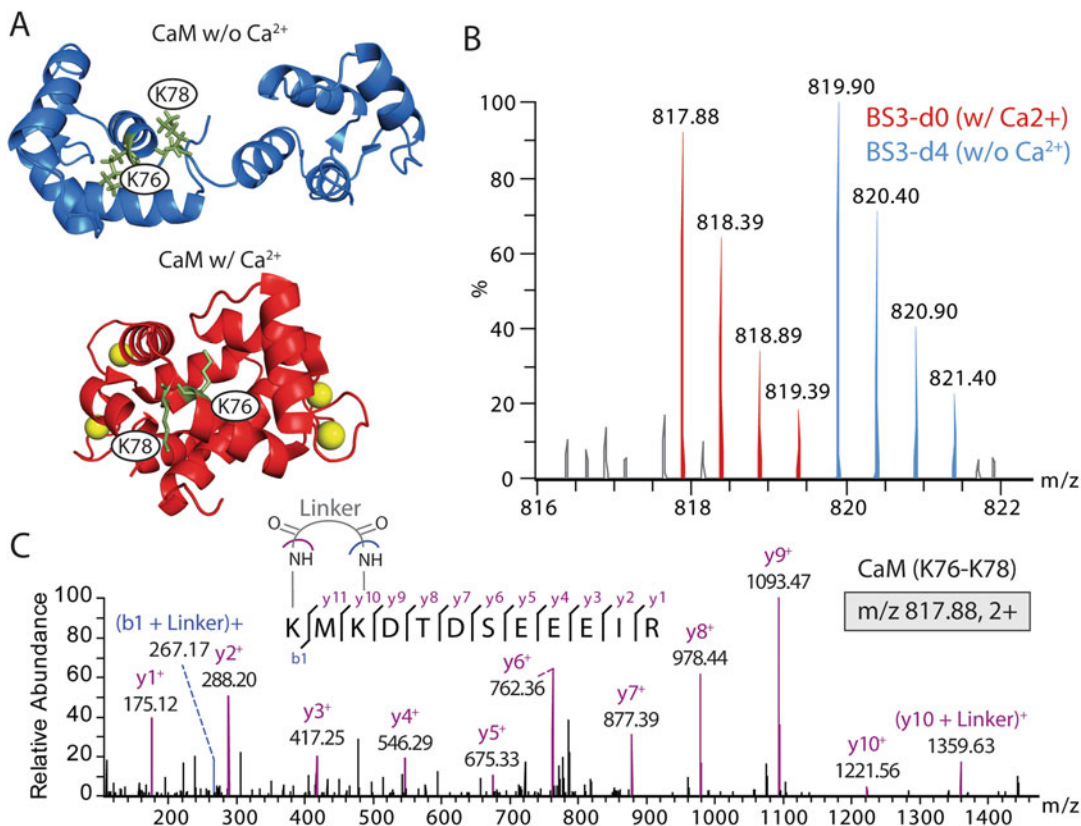 A
CaM w/o Ca²⁺
K78
K76
CaM w/ Ca²⁺
K76
K78
B
%
100
80
60
40
20
0
817.88
818.39
818.89
819.39
819.90
820.40
820.90
821.40
BS3-d0 (w/ Ca2+)
BS3-d4 (w/o Ca²⁺)
816
818
820
822
m/z
C
Linker
O
O
NH
NH
y11
y10
y9
y8
y7
y6
y5
y4
y3
y2
y1
K M K D T D S E E E I R
b1
CaM (K76-K78)
m/z 817.88, 2+
Relative Abundance
100
80
60
40
20
0
y1⁺
175.12
(b1 + Linker)+
267.17
y2⁺
288.20
y3⁺
417.25
y4⁺
546.29
y5⁺
675.33
y6⁺
762.36
y7⁺
877.39
y8⁺
978.44
y9⁺
1093.47
y10⁺
1221.56
(y10 + Linker)⁺
1359.63
200
300
400
500
600
700
800
900
1000
1100
1200
1300
1400
m/z